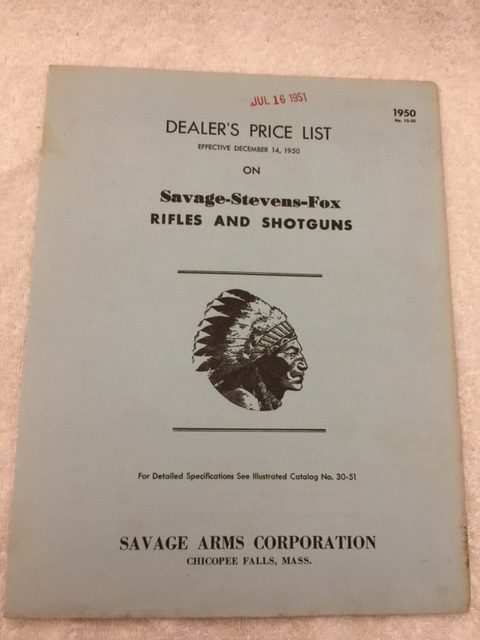 JUL 16 1951
1950
No. 12-50
DEALER'S PRICE LIST
EFFECTIVE DECEMBER 14, 1950
ON
Savage-Stevens-Fox
RIFLES AND SHOTGUNS
For Detailed Specifications See Illustrated Catalog No. 30-51
SAVAGE ARMS CORPORATION
CHICOPEE FALLS, MASS.